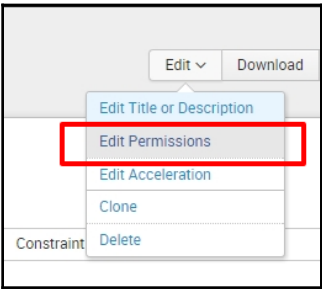 Edit Download
Edit Title or Description
Edit Permissions
Edit Acceleration
Clone
Constraint Delete